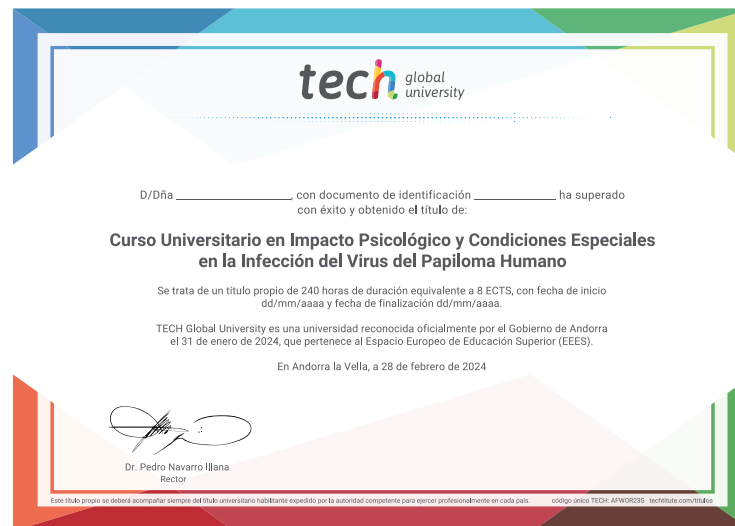 tech global
university
D/Dña ______________, con documento de identificación __________ ha superado
con éxito y obtenido el título de:
Curso Universitario en Impacto Psicológico y Condiciones Especiales
en la Infección del Virus del Papiloma Humano
Se trata de un título propio de 240 horas de duración equivalente a 8 ECTS, con fecha de inicio
dd/mm/aaaa y fecha de finalización dd/mm/aaaa.
TECH Global University es una universidad reconocida oficialmente por el Gobierno de Andorra
el 31 de enero de 2024, que pertenece al Espacio Europeo de Educación Superior (EEES).
En Andorra la Vella, a 28 de febrero de 2024
Dr. Pedro Navarro Illana
Rector
Este título propio se deberá acompañar siempre del título universitario habilitante expedido por la autoridad competente para ejercer profesionalmente en cada país. código único TECH: AFWOR23S techtitute.com/titulos